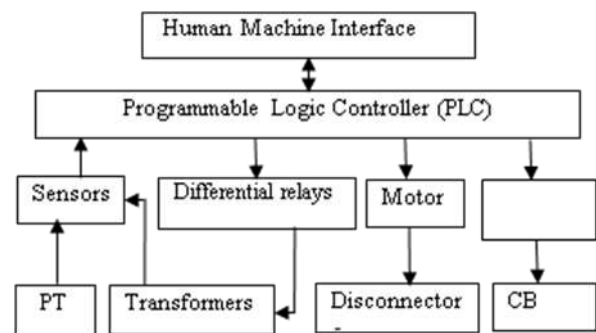 Human Machine Interface
Programmable Logic Controller (PLC)
Sensors
Differential relays
Motor
PT
Transformers
Disconnector
CB